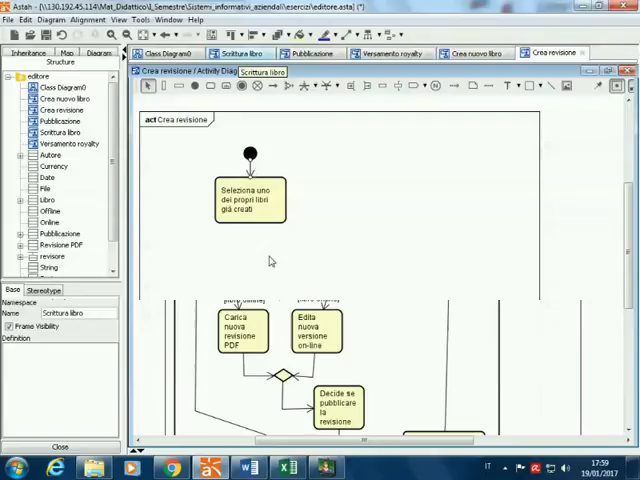 Astah - [\\130.192.45.114\Mat_Didattico\I_Semestre\Sistemi_informativi_aziendali\esercizi\editore.asta] (*)
File Edit Diagram Alignment View Tools Window Help
Inheritance Map Diagram
Structure
editore
Class Diagram0
Crea nuovo libro
Crea revisione
Pubblicazione
Scrittura libro
Versamento royalty
Autore
Currency
Date
File
Libro
Offline
Online
Pubblicazione
Revisione PDF
revisore
String
Base Stereotype
Namespace
Name Scrittura libro
Frame Visibility
Definition
Close
Class Diagram0 Scrittura libro Pubblicazione Versamento royalty Crea nuovo libro Crea revisione
Crea revisione / Activity Diag
Scrittura libro
act Crea revisione
Seleziona uno
dei propri libri
già creati
Carica
nuova
revisione
PDF
Edita
nuova
versione
on-line
Decide se
pubblicare
la
revisione
IT
17:59
19/01/2017